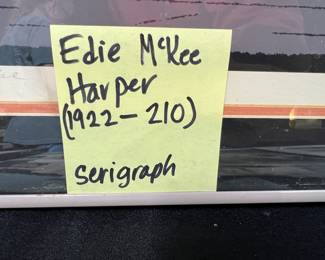 Edie McKee
Harper
(1922-210)
Serigraph